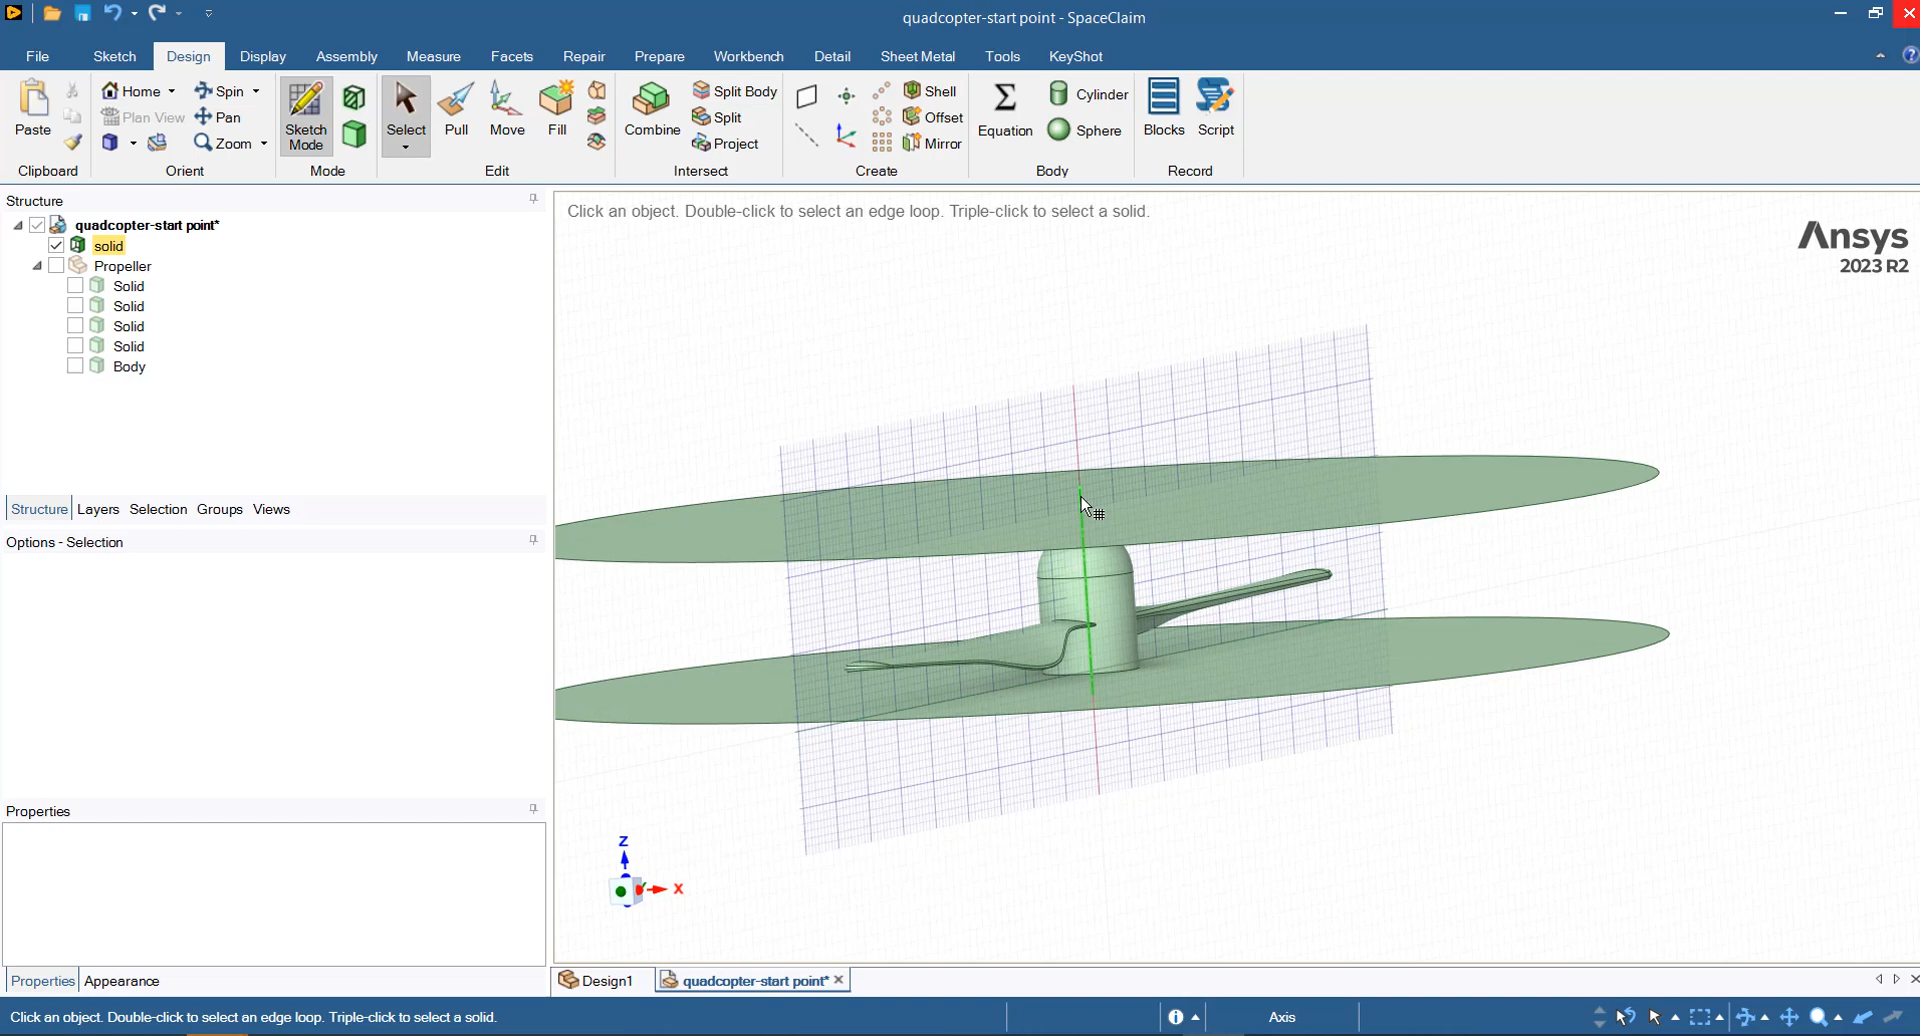 quadcopter-start point - SpaceClaim
File Sketch Design Display Assembly Measure Facets Repair Prepare Workbench Detail Sheet Metal Tools KeyShot
Paste
Clipboard
Home Spin
Plan View Pan
Zoom
Orient
Sketch Mode
Mode
Select Pull Move Fill
Edit
Combine
Split Body
Split
Project
Intersect
Shell
Offset
Mirror
Create
Equation
Cylinder
Sphere
Body
Blocks Script
Record
Structure
quadcopter-start point*
solid
Propeller
Solid
Solid
Solid
Solid
Body
Structure Layers Selection Groups Views
Options - Selection
Properties
Properties Appearance
Click an object. Double-click to select an edge loop. Triple-click to select a solid.
Ansys
2023 R2
Z
X
Design1 quadcopter-start point*
Click an object. Double-click to select an edge loop. Triple-click to select a solid.
Axis